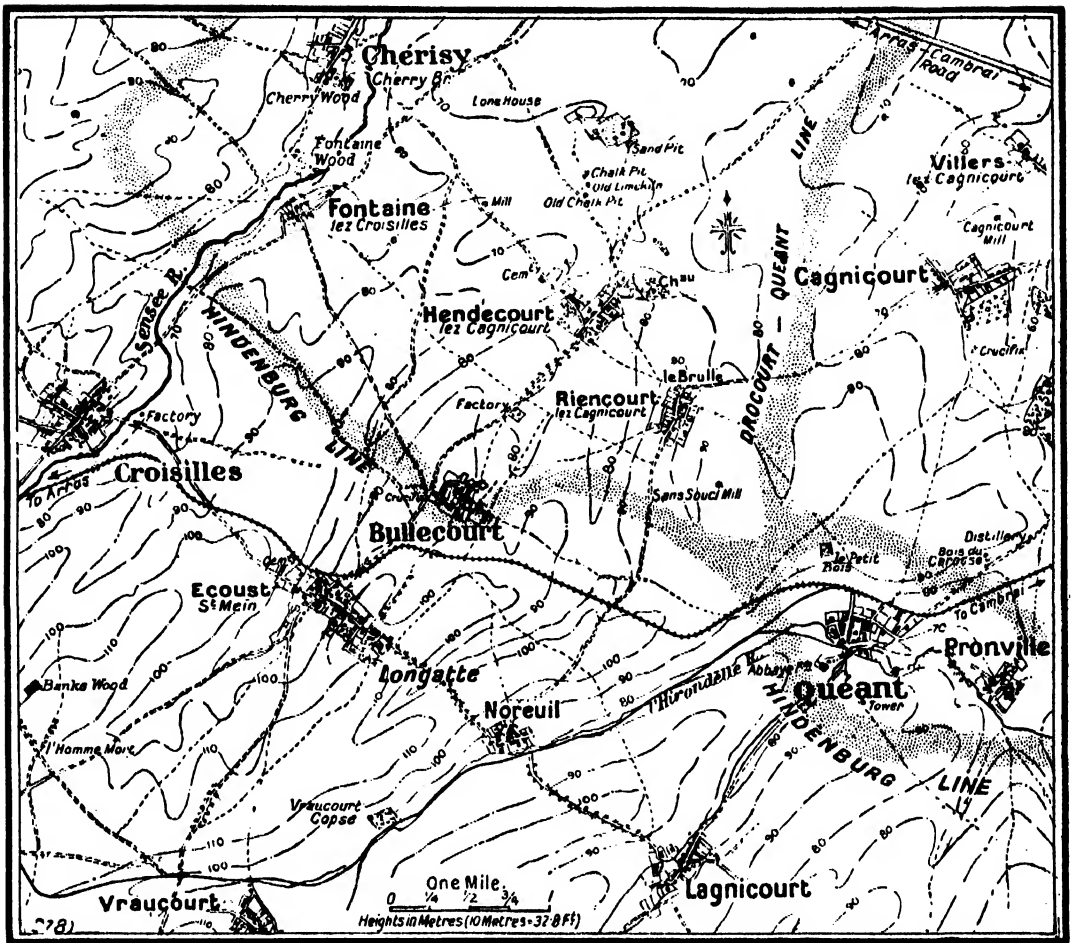 Arras - Cambrai
Road
Chérisy
Cherry Br
Cherry Wood
Lone House
Sand Pit
Fontaine
Wood
Chalk Pit
Old Limekiln
Old Chalk Pit
Mill
Villers
lez Cagnicourt
Cagnicourt
Mill
Fontaine
lez Croisilles
Sensée R.
HINDENBURG
LINE
Cem
Chau
Hendécourt
lez Cagnicourt
DROCOURT - QUEANT
LINE
Cagnicourt
Crucifix
le Brulle
Riencourt
lez Cagnicourt
Factory
Factory
Croisilles
To Arras
Bullecourt
Sans Souci Mill
le Petit
Bois
Distillery
Bois du
To Cambrai
Ecoust
St Mein
Longatte
Noreuil
l'Hirondelle R.
Abbaye
Quéant
Tower
Pronville
HINDENBURG
LINE
Banks Wood
l'Homme Mort
Vraucourt
Copse
Vraucourt
Lagnicourt
One Mile
0 1/4 1/2 3/4 1
Heights in Metres (10 Metres = 32·8 Ft)